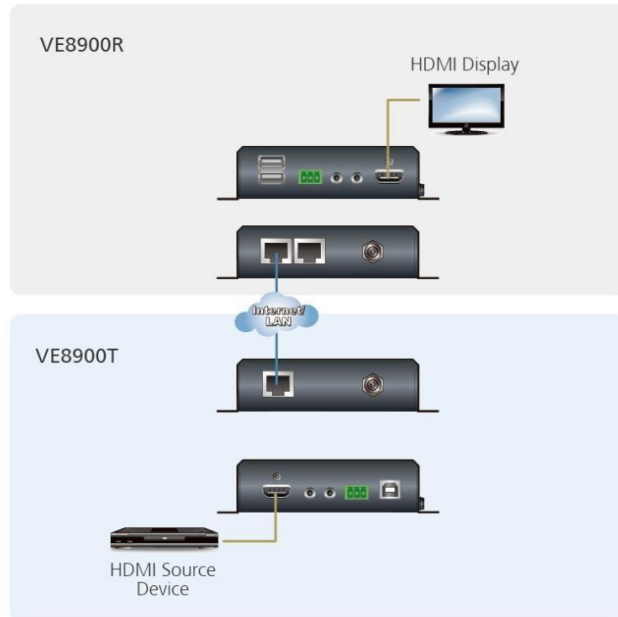 VE8900R
HDMI Display
Internet/
LAN
VE8900T
HDMI Source
Device